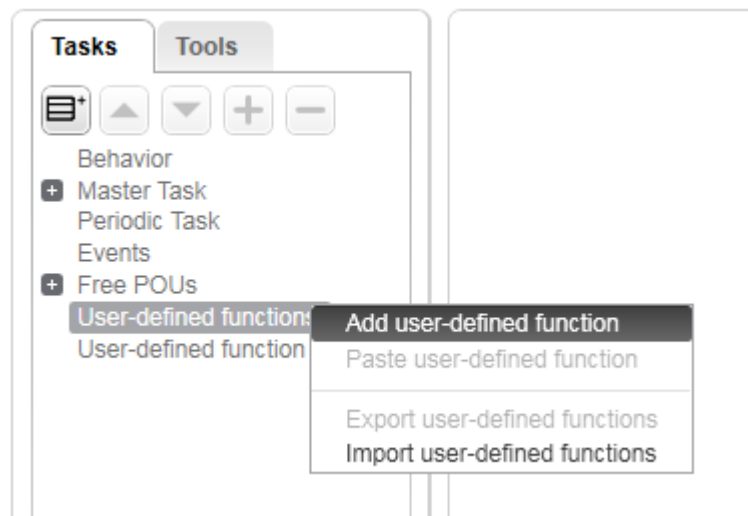 Tasks
Tools
Behavior
Master Task
Periodic Task
Events
Free POUs
User-defined functions
User-defined function
Add user-defined function
Paste user-defined function
Export user-defined functions
Import user-defined functions